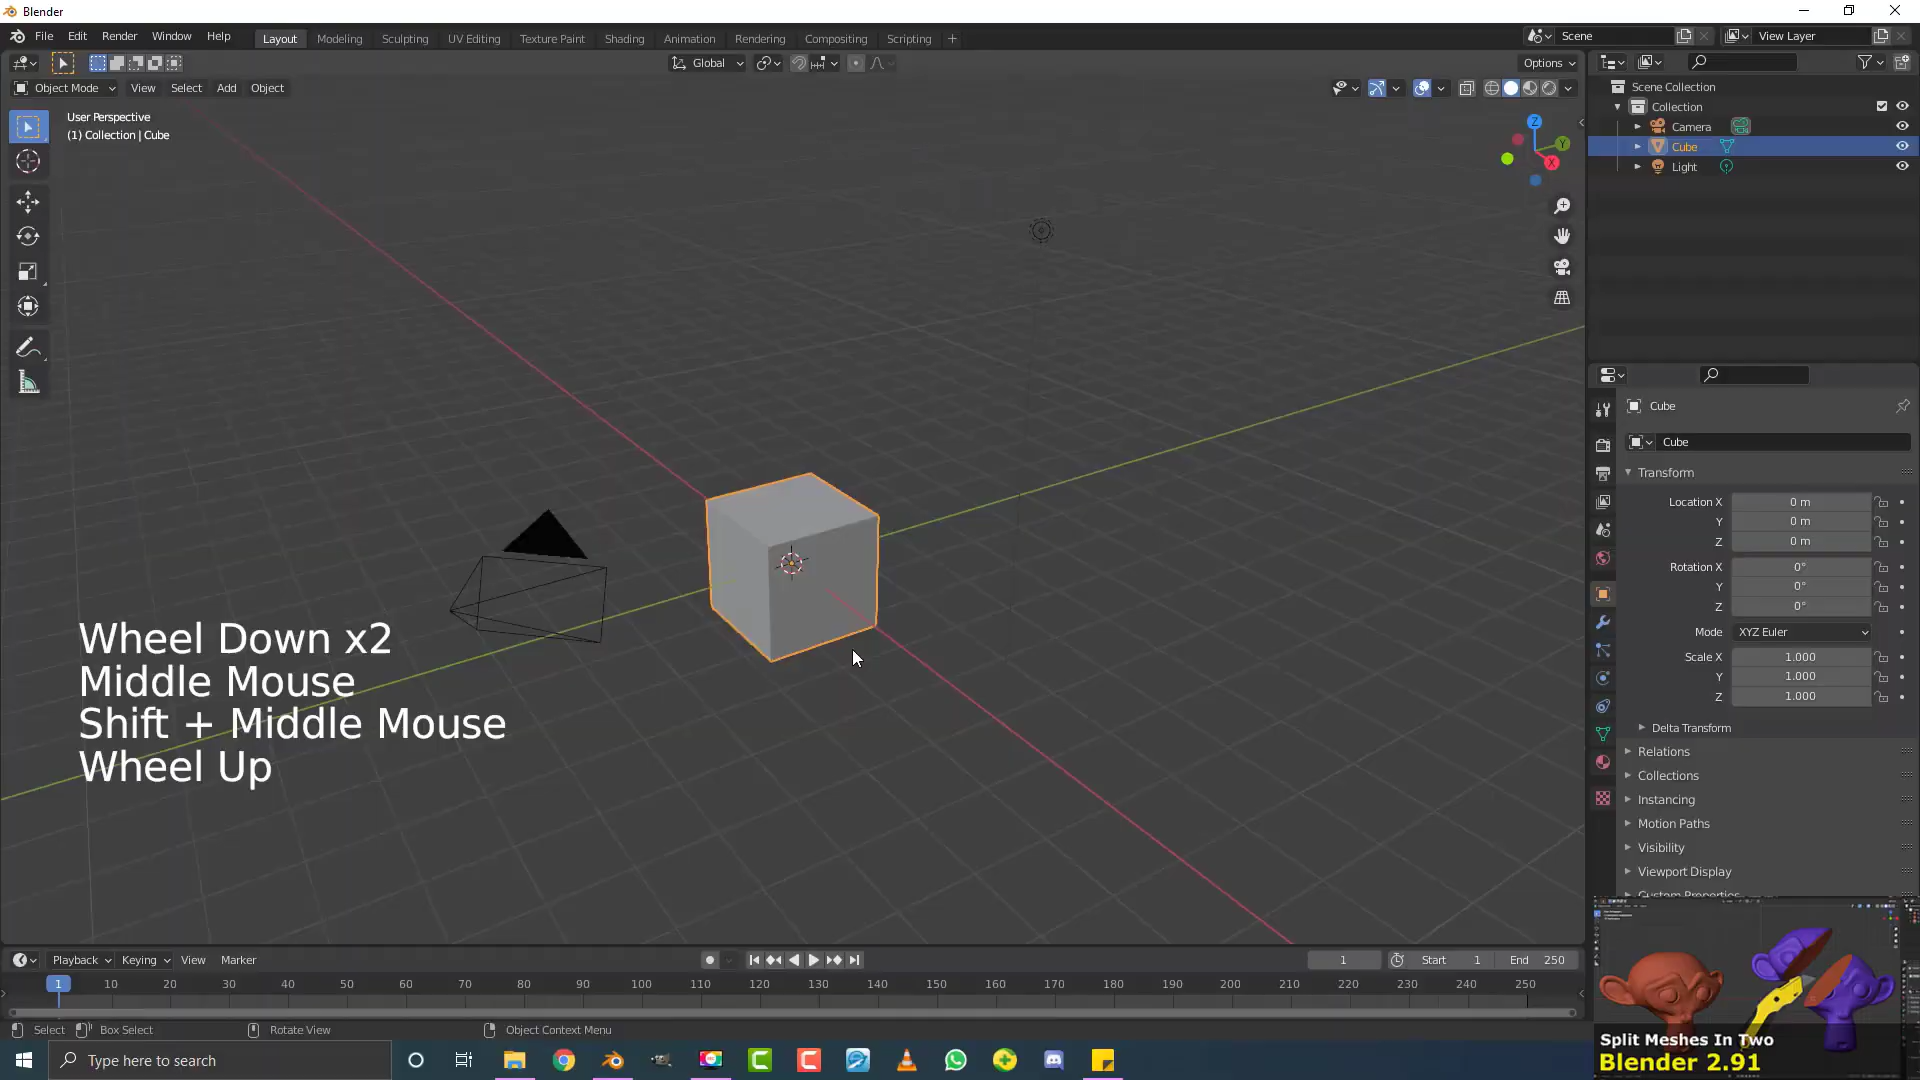 Blender
File Edit Render Window Help Layout Modeling Sculpting UV Editing Texture Paint Shading Animation Rendering Compositing Scripting + Scene View Layer
Global Options
Object Mode View Select Add Object
User Perspective
(1) Collection | Cube
Z
Y
X
Scene Collection
Collection
Camera
Cube
Light
Cube
Cube
Transform
Location X 0 m
Y 0 m
Z 0 m
Rotation X 0°
Y 0°
Z 0°
Mode XYZ Euler
Scale X 1.000
Y 1.000
Z 1.000
Delta Transform
Relations
Collections
Instancing
Motion Paths
Visibility
Viewport Display
Custom Properties
Wheel Down x2
Middle Mouse
Shift + Middle Mouse
Wheel Up
Playback Keying View Marker 1 Start 1 End 250
1 10 20 30 40 50 60 70 80 90 100 110 120 130 140 150 160 170 180 190 200 210 220 230 240 250
Select Box Select Rotate View Object Context Menu
Type here to search
Split Meshes In Two
Blender 2.91